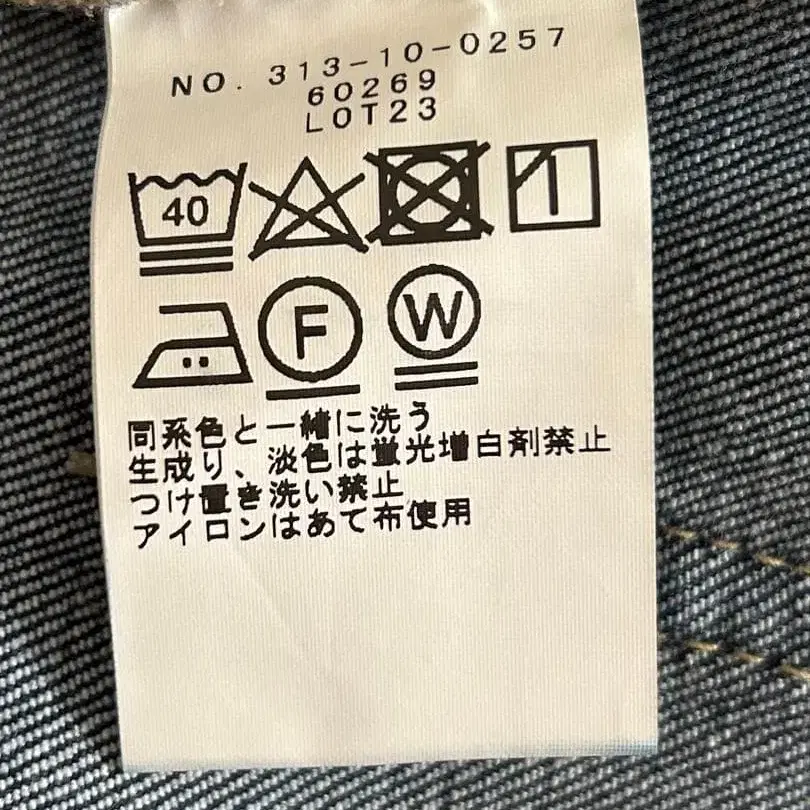 NO. 313-10-0257
60269
LOT23
40
F W
同系色と一緒に洗う
生成り、淡色は蛍光増白剤禁止
つけ置き洗い禁止
アイロンはあて布使用